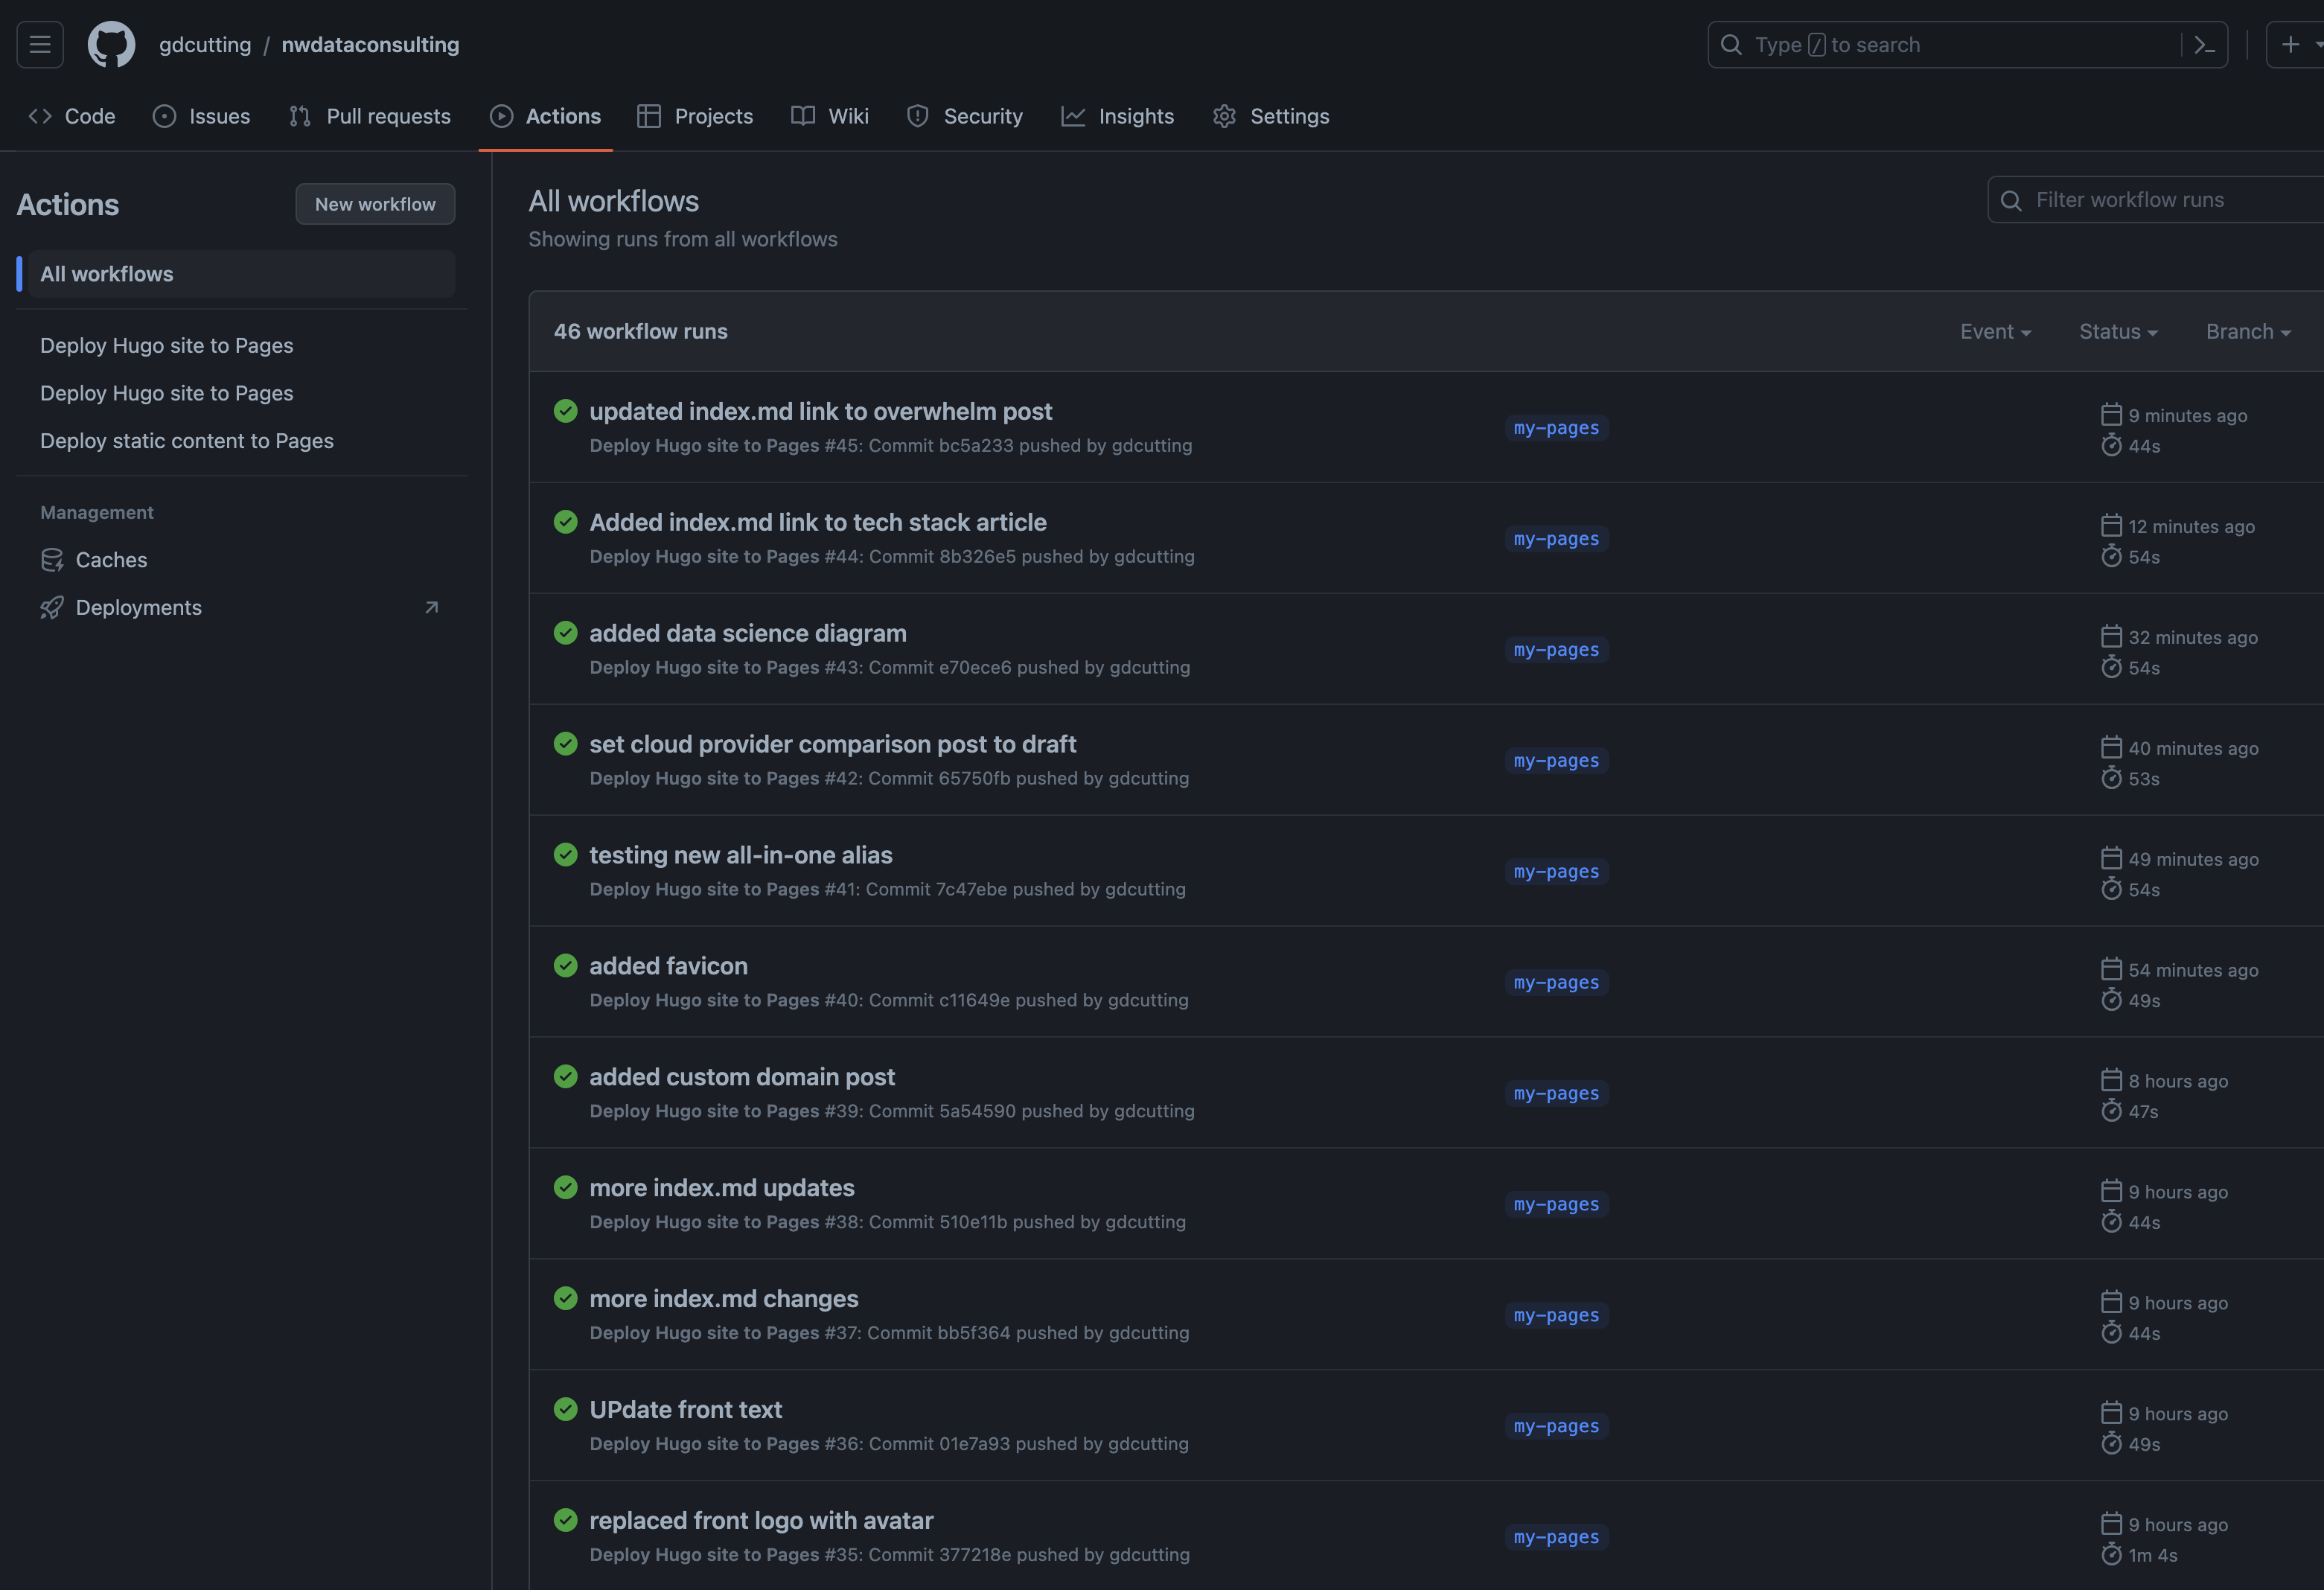 gdcutting / nwdataconsulting
Type / to search
Code Issues Pull requests Actions Projects Wiki Security Insights Settings
Actions
New workflow
All workflows
Deploy Hugo site to Pages
Deploy Hugo site to Pages
Deploy static content to Pages
Management
Caches
Deployments
All workflows
Showing runs from all workflows
Filter workflow runs
46 workflow runs
Event Status Branch
updated index.md link to overwhelm post
Deploy Hugo site to Pages #45: Commit bc5a233 pushed by gdcutting
my-pages
9 minutes ago
44s
Added index.md link to tech stack article
Deploy Hugo site to Pages #44: Commit 8b326e5 pushed by gdcutting
my-pages
12 minutes ago
54s
added data science diagram
Deploy Hugo site to Pages #43: Commit e70ece6 pushed by gdcutting
my-pages
32 minutes ago
54s
set cloud provider comparison post to draft
Deploy Hugo site to Pages #42: Commit 65750fb pushed by gdcutting
my-pages
40 minutes ago
53s
testing new all-in-one alias
Deploy Hugo site to Pages #41: Commit 7c47ebe pushed by gdcutting
my-pages
49 minutes ago
54s
added favicon
Deploy Hugo site to Pages #40: Commit c11649e pushed by gdcutting
my-pages
54 minutes ago
49s
added custom domain post
Deploy Hugo site to Pages #39: Commit 5a54590 pushed by gdcutting
my-pages
8 hours ago
47s
more index.md updates
Deploy Hugo site to Pages #38: Commit 510e11b pushed by gdcutting
my-pages
9 hours ago
44s
more index.md changes
Deploy Hugo site to Pages #37: Commit bb5f364 pushed by gdcutting
my-pages
9 hours ago
44s
UPdate front text
Deploy Hugo site to Pages #36: Commit 01e7a93 pushed by gdcutting
my-pages
9 hours ago
49s
replaced front logo with avatar
Deploy Hugo site to Pages #35: Commit 377218e pushed by gdcutting
my-pages
9 hours ago
1m 4s